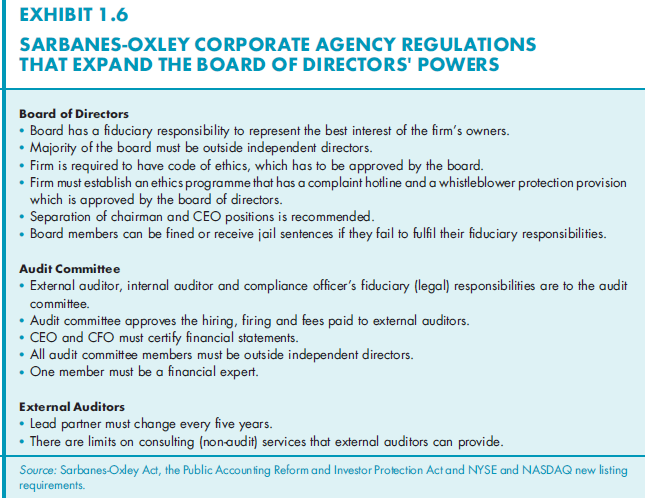 EXHIBIT 1.6
SARBANES-OXLEY CORPORATE AGENCY REGULATIONS
THAT EXPAND THE BOARD OF DIRECTORS' POWERS
Board of Directors
• Board has a fiduciary responsibility to represent the best interest of the firm's owners.
• Majority of the board must be outside independent directors.
• Firm is required to have code of ethics, which has to be approved by the board.
• Firm must establish an ethics programme that has a complaint hotline and a whistleblower protection provision
which is approved by the board of directors.
• Separation of chairman and CEO positions is recommended.
• Board members can be fined or receive jail sentences if they fail to fulfil their fiduciary responsibilities.
Audit Committee
• External auditor, internal auditor and compliance officer's fiduciary (legal) responsibilities are to the audit
committee.
• Audit committee approves the hiring, firing and fees paid to external auditors.
• CEO and CFO must certify financial statements.
• All audit committee members must be outside independent directors.
• One member must be a financial expert.
External Auditors
• Lead partner must change every five years.
• There are limits on consulting (non-audit) services that external auditors can provide.
Source: Sarbanes-Oxley Act, the Public Accounting Reform and Investor Protection Act and NYSE and NASDAQ new listing
requirements.